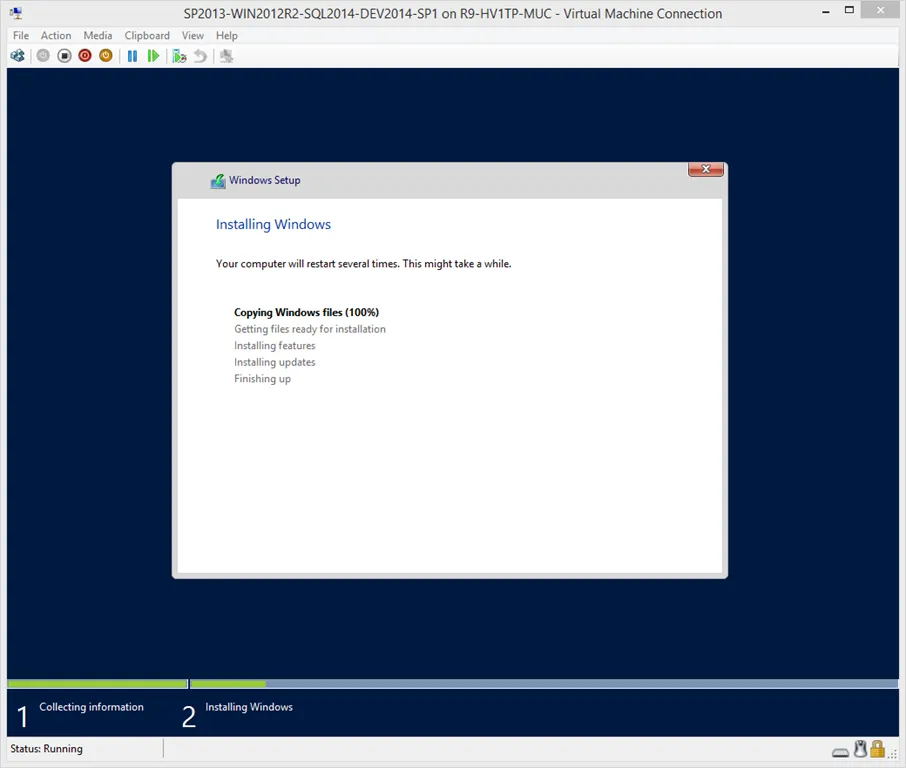 SP2013-WIN2012R2-SQL2014-DEV2014-SP1 on R9-HV1TP-MUC - Virtual Machine Connection
File Action Media Clipboard View Help
Windows Setup
Installing Windows
Your computer will restart several times. This might take a while.
Copying Windows files (100%)
Getting files ready for installation
Installing features
Installing updates
Finishing up
1 Collecting information 2 Installing Windows
Status: Running